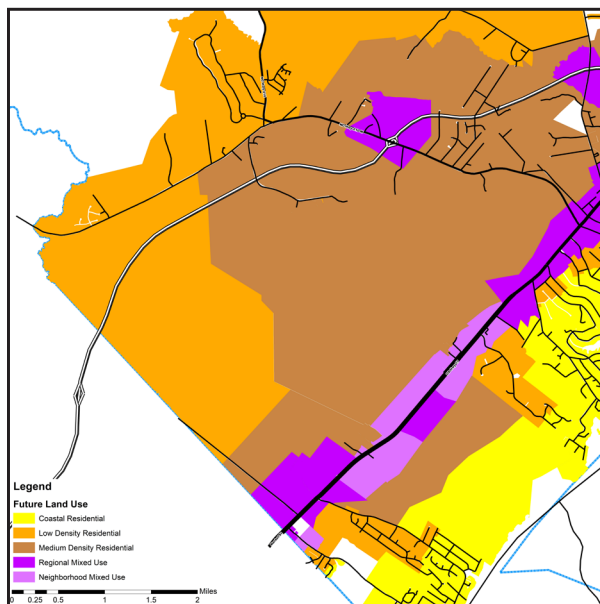 Legend
Future Land Use
Coastal Residential
Low Density Residential
Medium Density Residential
Regional Mixed Use
Neighborhood Mixed Use
Miles
0 0.25 0.5 1 1.5 2